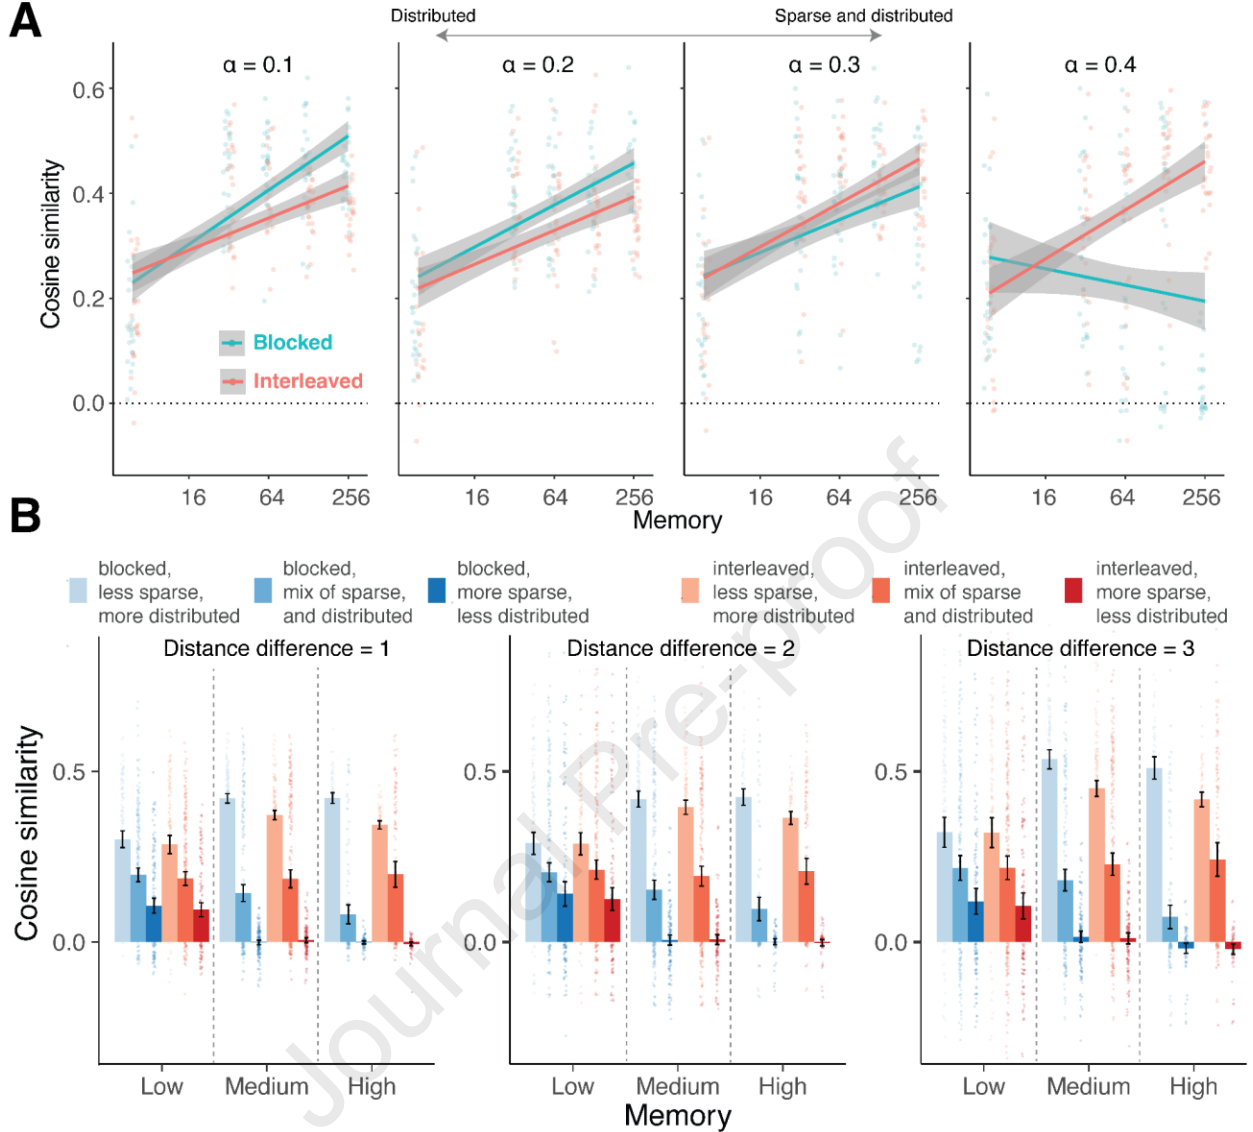 A
Distributed
Sparse and distributed
α = 0.1
α = 0.2
α = 0.3
α = 0.4
Cosine similarity
0.6
0.4
0.2
0.0
Blocked
Interleaved
16 64 256
16 64 256
16 64 256
16 64 256
Memory
B
blocked,
less sparse,
more distributed
blocked,
mix of sparse,
and distributed
blocked,
more sparse,
less distributed
interleaved,
less sparse,
more distributed
interleaved,
mix of sparse
and distributed
interleaved,
more sparse,
less distributed
Distance difference = 1
Distance difference = 2
Distance difference = 3
Cosine similarity
0.5
0.0
0.5
0.0
0.5
0.0
Low Medium High
Low Medium High
Low Medium High
Memory
Journal Pre-proof